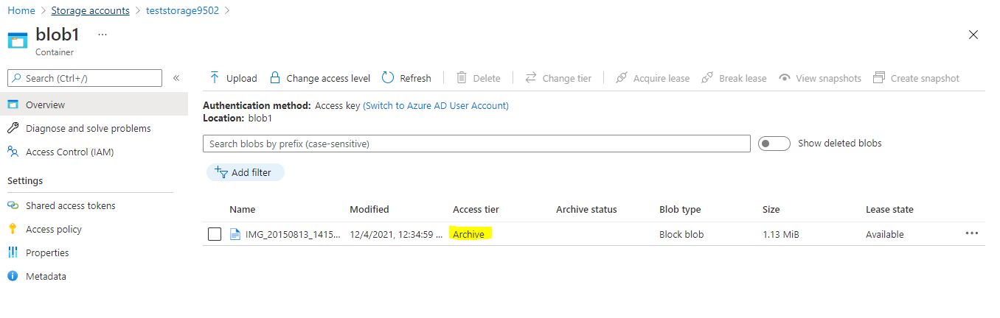 Home > Storage accounts > teststorage9502 >
blob1 ...
Container
Search (Ctrl+/) «
Upload Change access level Refresh Delete Change tier Acquire lease Break lease View snapshots Create snapshot
Overview
Diagnose and solve problems
Access Control (IAM)
Settings
Shared access tokens
Access policy
Properties
Metadata
Authentication method: Access key (Switch to Azure AD User Account)
Location: blob1
Search blobs by prefix (case-sensitive) Show deleted blobs
Add filter
Name Modified Access tier Archive status Blob type Size Lease state
IMG_20150813_1415... 12/4/2021, 12:34:59 ... Archive Block blob 1.13 MiB Available ...